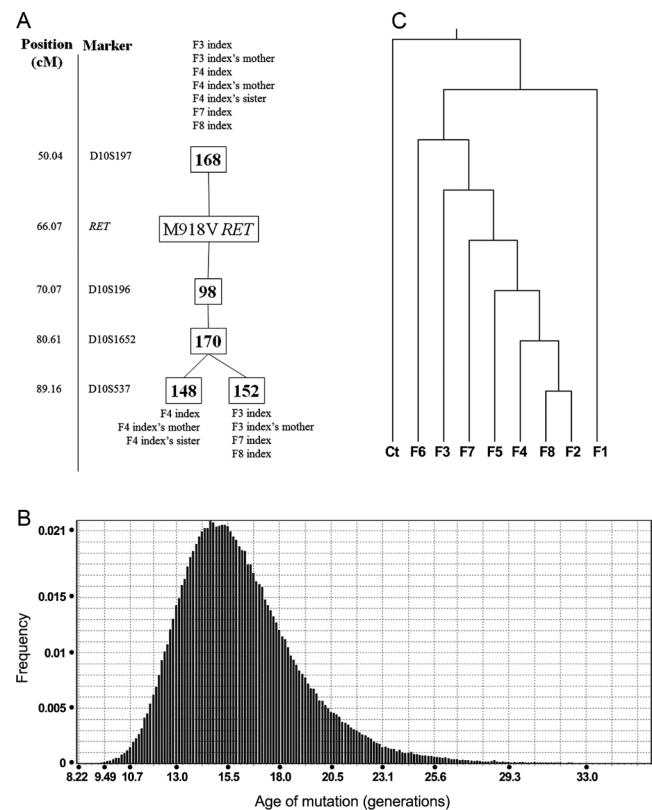 A
Position (cM)
Marker
F3 index
F3 index's mother
F4 index
F4 index's mother
F4 index's sister
F7 index
F8 index
50.04 D10S197 168
66.07 RET M918V RET
70.07 D10S196 98
80.61 D10S1652 170
89.16 D10S537 148 152
F4 index
F4 index's mother
F4 index's sister
F3 index
F3 index's mother
F7 index
F8 index
C
Ct F6 F3 F7 F5 F4 F8 F2 F1
B
Frequency
0.021
0.015
0.01
0.005
0
8.22 9.49 10.7 13.0 15.5 18.0 20.5 23.1 25.6 29.3 33.0
Age of mutation (generations)